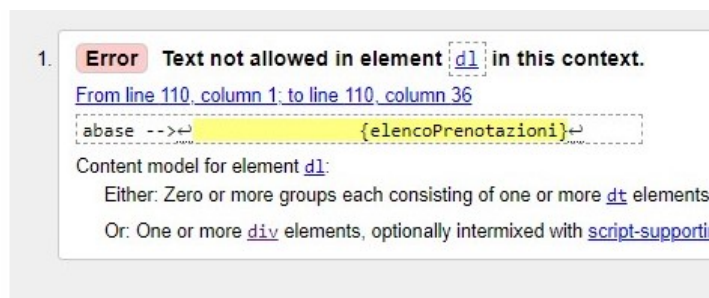 1. Error Text not allowed in element dl in this context.
From line 110, column 1; to line 110, column 36
abase -->↩ {elencoPrenotazioni}↩
Content model for element dl:
Either: Zero or more groups each consisting of one or more dt elements
Or: One or more div elements, optionally intermixed with script-supporti